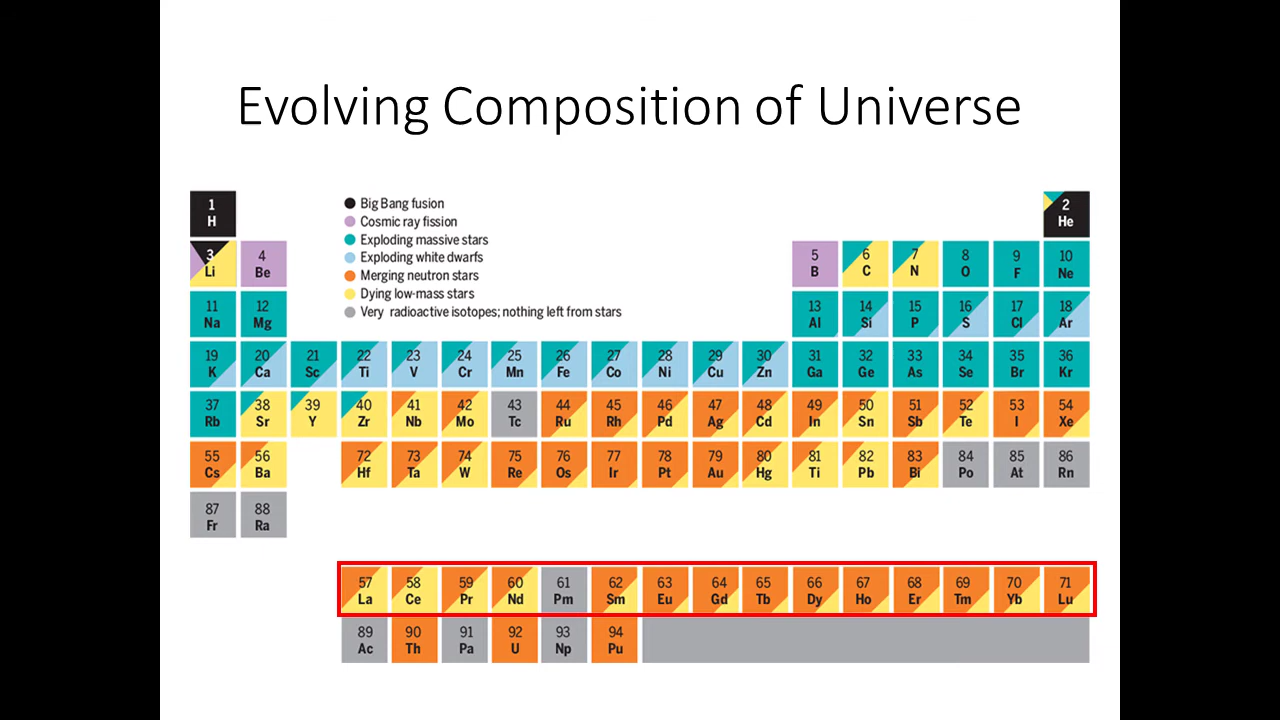 Evolving Composition of Universe
Big Bang fusion
Cosmic ray fission
Exploding massive stars
Exploding white dwarfs
Merging neutron stars
Dying low-mass stars
Very radioactive isotopes; nothing left from stars
1 2
H He
3 4 5 6 7 8 9 10
Li Be B C N O F Ne
11 12 13 14 15 16 17 18
Na Mg Al Si P S Cl Ar
19 20 21 22 23 24 25 26 27 28 29 30 31 32 33 34 35 36
K Ca Sc Ti V Cr Mn Fe Co Ni Cu Zn Ga Ge As Se Br Kr
37 38 39 40 41 42 43 44 45 46 47 48 49 50 51 52 53 54
Rb Sr Y Zr Nb Mo Tc Ru Rh Pd Ag Cd In Sn Sb Te I Xe
55 56 72 73 74 75 76 77 78 79 80 81 82 83 84 85 86
Cs Ba Hf Ta W Re Os Ir Pt Au Hg Ti Pb Bi Po At Rn
87 88
Fr Ra
57 58 59 60 61 62 63 64 65 66 67 68 69 70 71
La Ce Pr Nd Pm Sm Eu Gd Tb Dy Ho Er Tm Yb Lu
89 90 91 92 93 94
Ac Th Pa U Np Pu